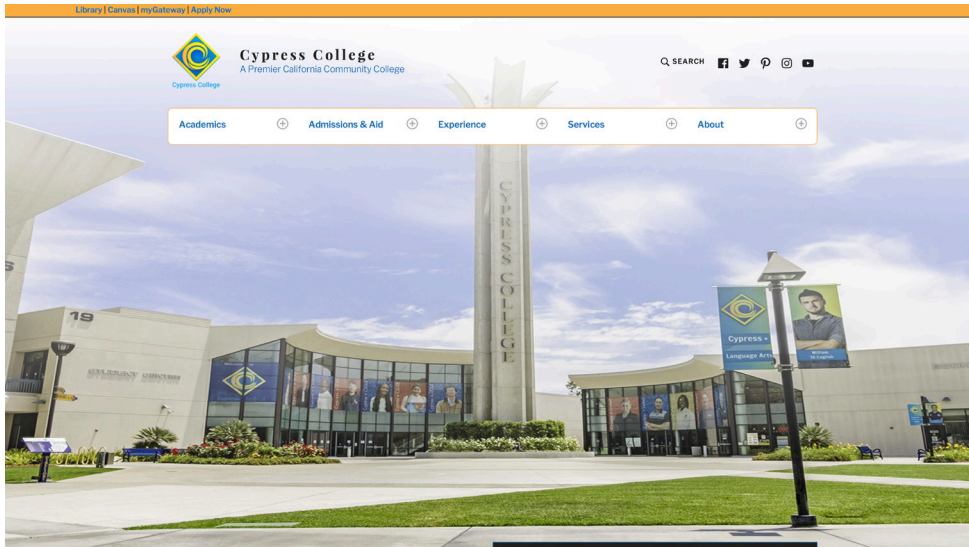 Library | Canvas | myGateway | Apply Now
Cypress College
A Premier California Community College
Cypress College
SEARCH
Academics
Admissions & Aid
Experience
Services
About
CYPRESS COLLEGE
19
Cypress
Language Arts
William